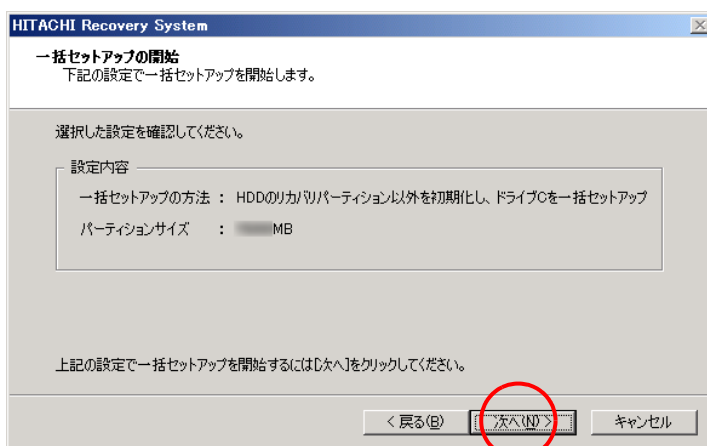 HITACHI Recovery System
一括セットアップの開始
下記の設定で一括セットアップを開始します。
選択した設定を確認してください。
設定内容
一括セットアップの方法 : HDDのリカバリパーティション以外を初期化し、ドライブCを一括セットアップ
パーティションサイズ : MB
上記の設定で一括セットアップを開始するには[次へ]をクリックしてください。
< 戻る(B) 次へ(N) > キャンセル